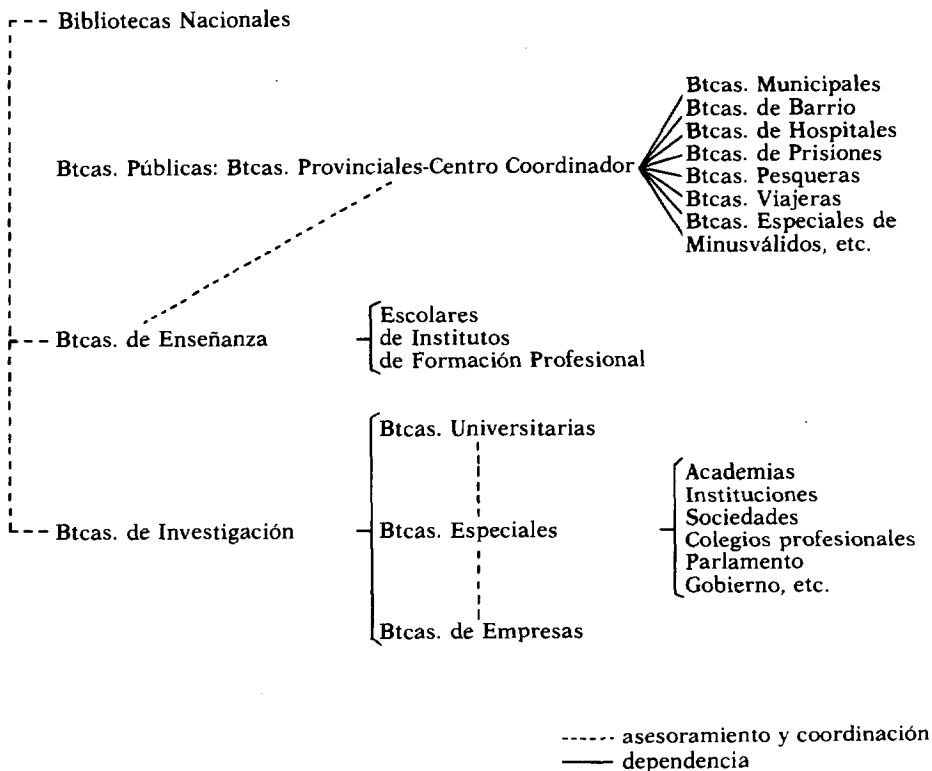 Bibliotecas Nacionales
Btcas. Públicas: Btcas. Provinciales-Centro Coordinador
Btcas. Municipales
Btcas. de Barrio
Btcas. de Hospitales
Btcas. de Prisiones
Btcas. Pesqueras
Btcas. Viajeras
Btcas. Especiales de
Minusválidos, etc.
Btcas. de Enseñanza
Escolares
de Institutos
de Formación Profesional
Btcas. de Investigación
Btcas. Universitarias
Btcas. Especiales
Btcas. de Empresas
Academias
Instituciones
Sociedades
Colegios profesionales
Parlamento
Gobierno, etc.
asesoramiento y coordinación
dependencia